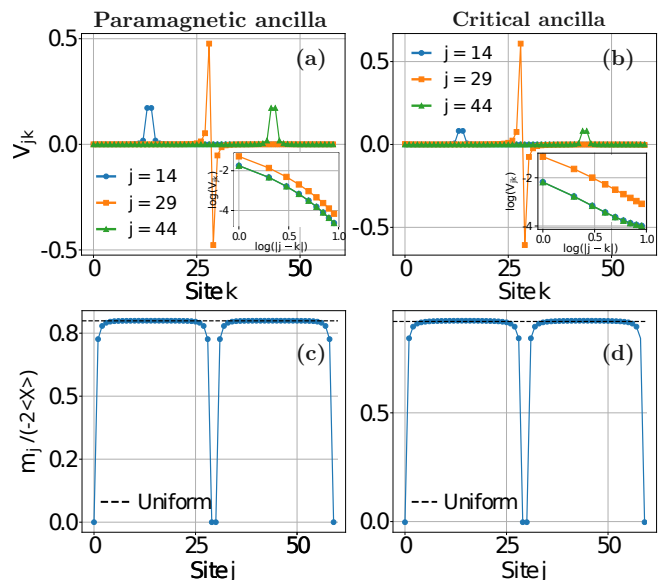 Paramagnetic ancilla
Critical ancilla
0.5
0.0
-0.5
V_jk
(a)
j = 14
j = 29
j = 44
-2
-4
log(V_jk)
0.0
0.5
1.0
log(|j − k|)
0
25
50
Site k
0.5
0.0
-0.5
(b)
j = 14
j = 29
j = 44
-2
-4
log(V_jk)
0.0
0.5
1.0
log(|j − k|)
0
25
50
Site k
0.8
0.5
0.2
0.0
m_j /(-2<X>)
(c)
Uniform
0
50
Site j
0.5
0.0
(d)
Uniform
0
50
Site j